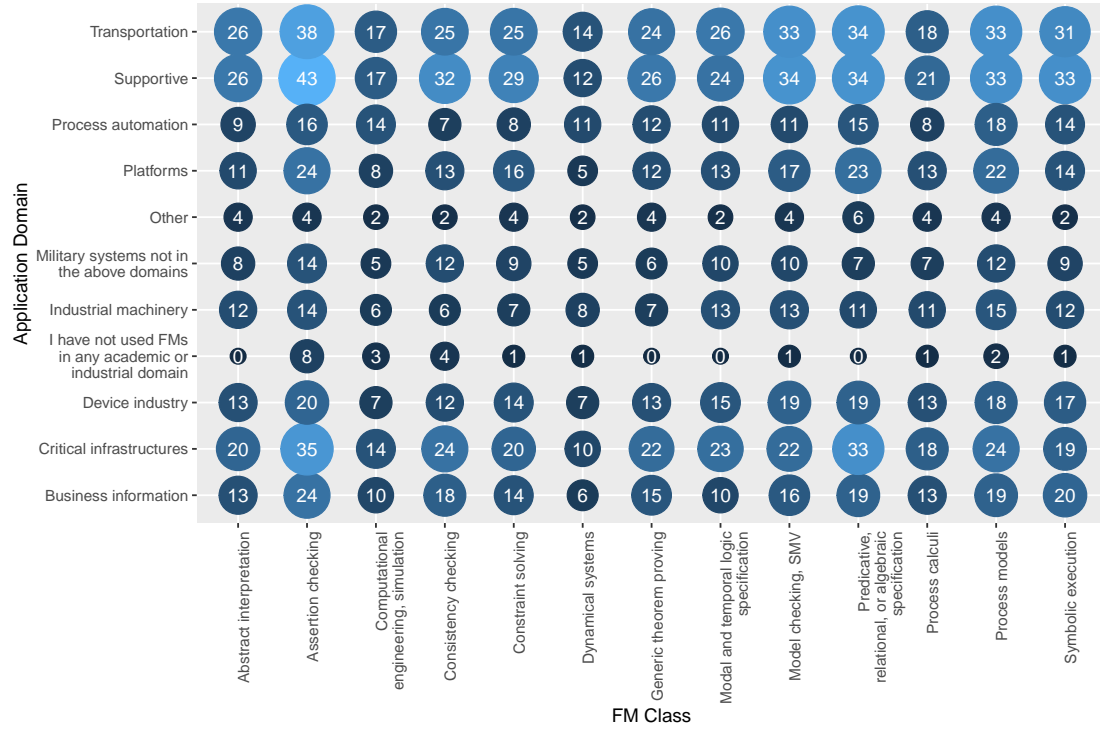 Application Domain
Transportation 26 38 17 25 25 14 24 26 33 34 18 33 31
Supportive 26 43 17 32 29 12 26 24 34 34 21 33 33
Process automation 9 16 14 7 8 11 12 11 11 15 8 18 14
Platforms 11 24 8 13 16 5 12 13 17 23 13 22 14
Other 4 4 2 2 4 2 4 2 4 6 4 4 2
Military systems not in
the above domains 8 14 5 12 9 5 6 10 10 7 7 12 9
Industrial machinery 12 14 6 6 7 8 7 13 13 11 11 15 12
I have not used FMs
in any academic or
industrial domain 0 8 3 4 1 1 0 0 1 0 1 2 1
Device industry 13 20 7 12 14 7 13 15 19 19 13 18 17
Critical infrastructures 20 35 14 24 20 10 22 23 22 33 18 24 19
Business information 13 24 10 18 14 6 15 10 16 19 13 19 20
Abstract interpretation
Assertion checking
Computational
engineering, simulation
Consistency checking
Constraint solving
Dynamical systems
Generic theorem proving
Modal and temporal logic
specification
Model checking, SMV
Predicative,
relational, or algebraic
specification
Process calculi
Process models
Symbolic execution
FM Class